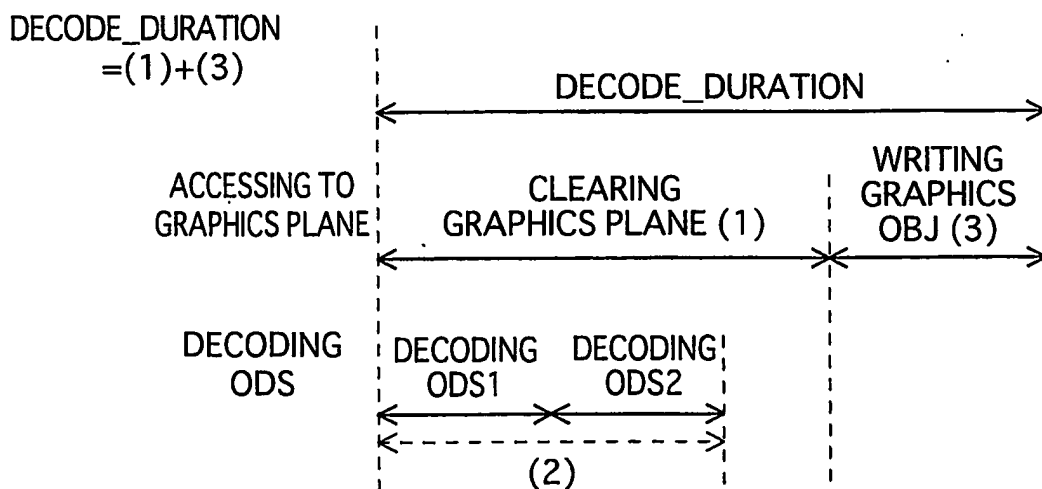 DECODE_DURATION
=(1)+(3)
DECODE_DURATION
ACCESSING TO
GRAPHICS PLANE
CLEARING
GRAPHICS PLANE (1)
WRITING
GRAPHICS
OBJ (3)
DECODING
ODS
DECODING
ODS1
DECODING
ODS2
(2)